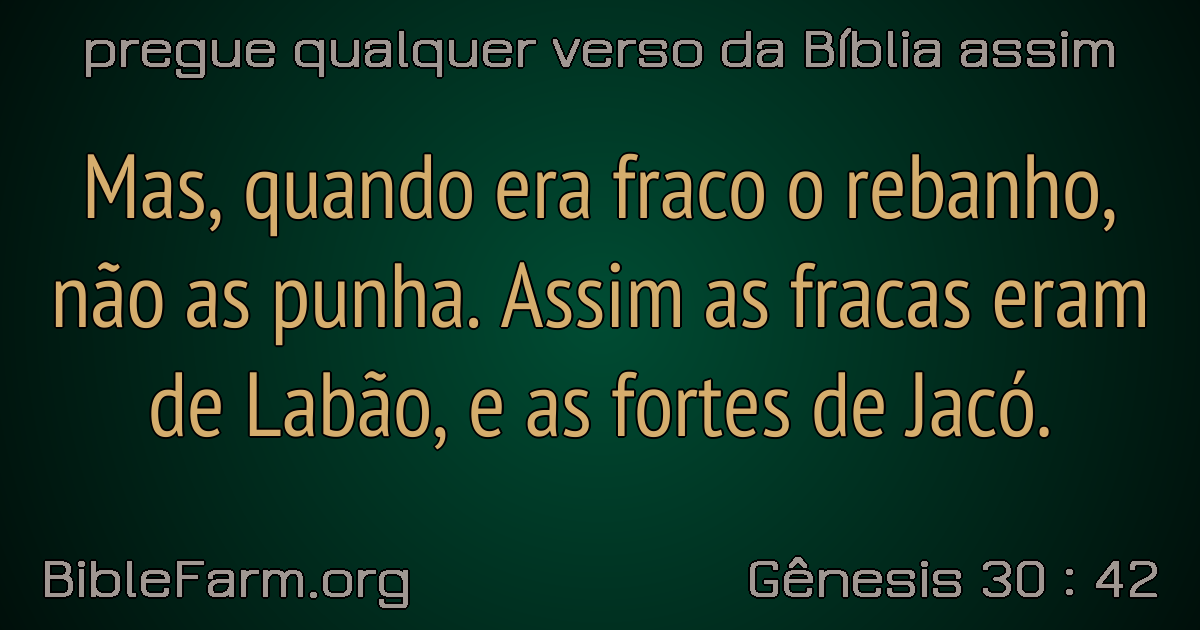 pregue qualquer verso da Bíblia assim
Mas, quando era fraco o rebanho,
não as punha. Assim as fracas eram
de Labão, e as fortes de Jacó.
BibleFarm.org
Gênesis 30 : 42